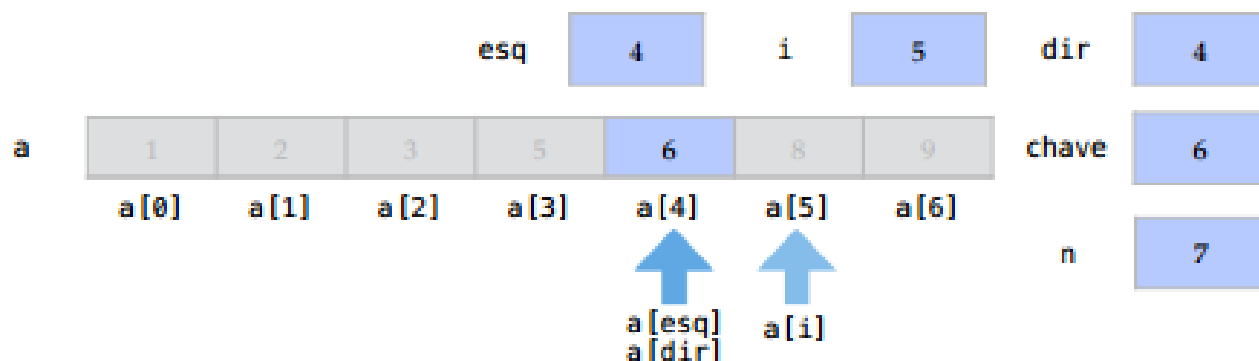 esq 4 i 5 dir 4
a 1 2 3 5 6 8 9 chave 6
a[0] a[1] a[2] a[3] a[4] a[5] a[6]
n 7
a[esq] a[i]
a[dir]